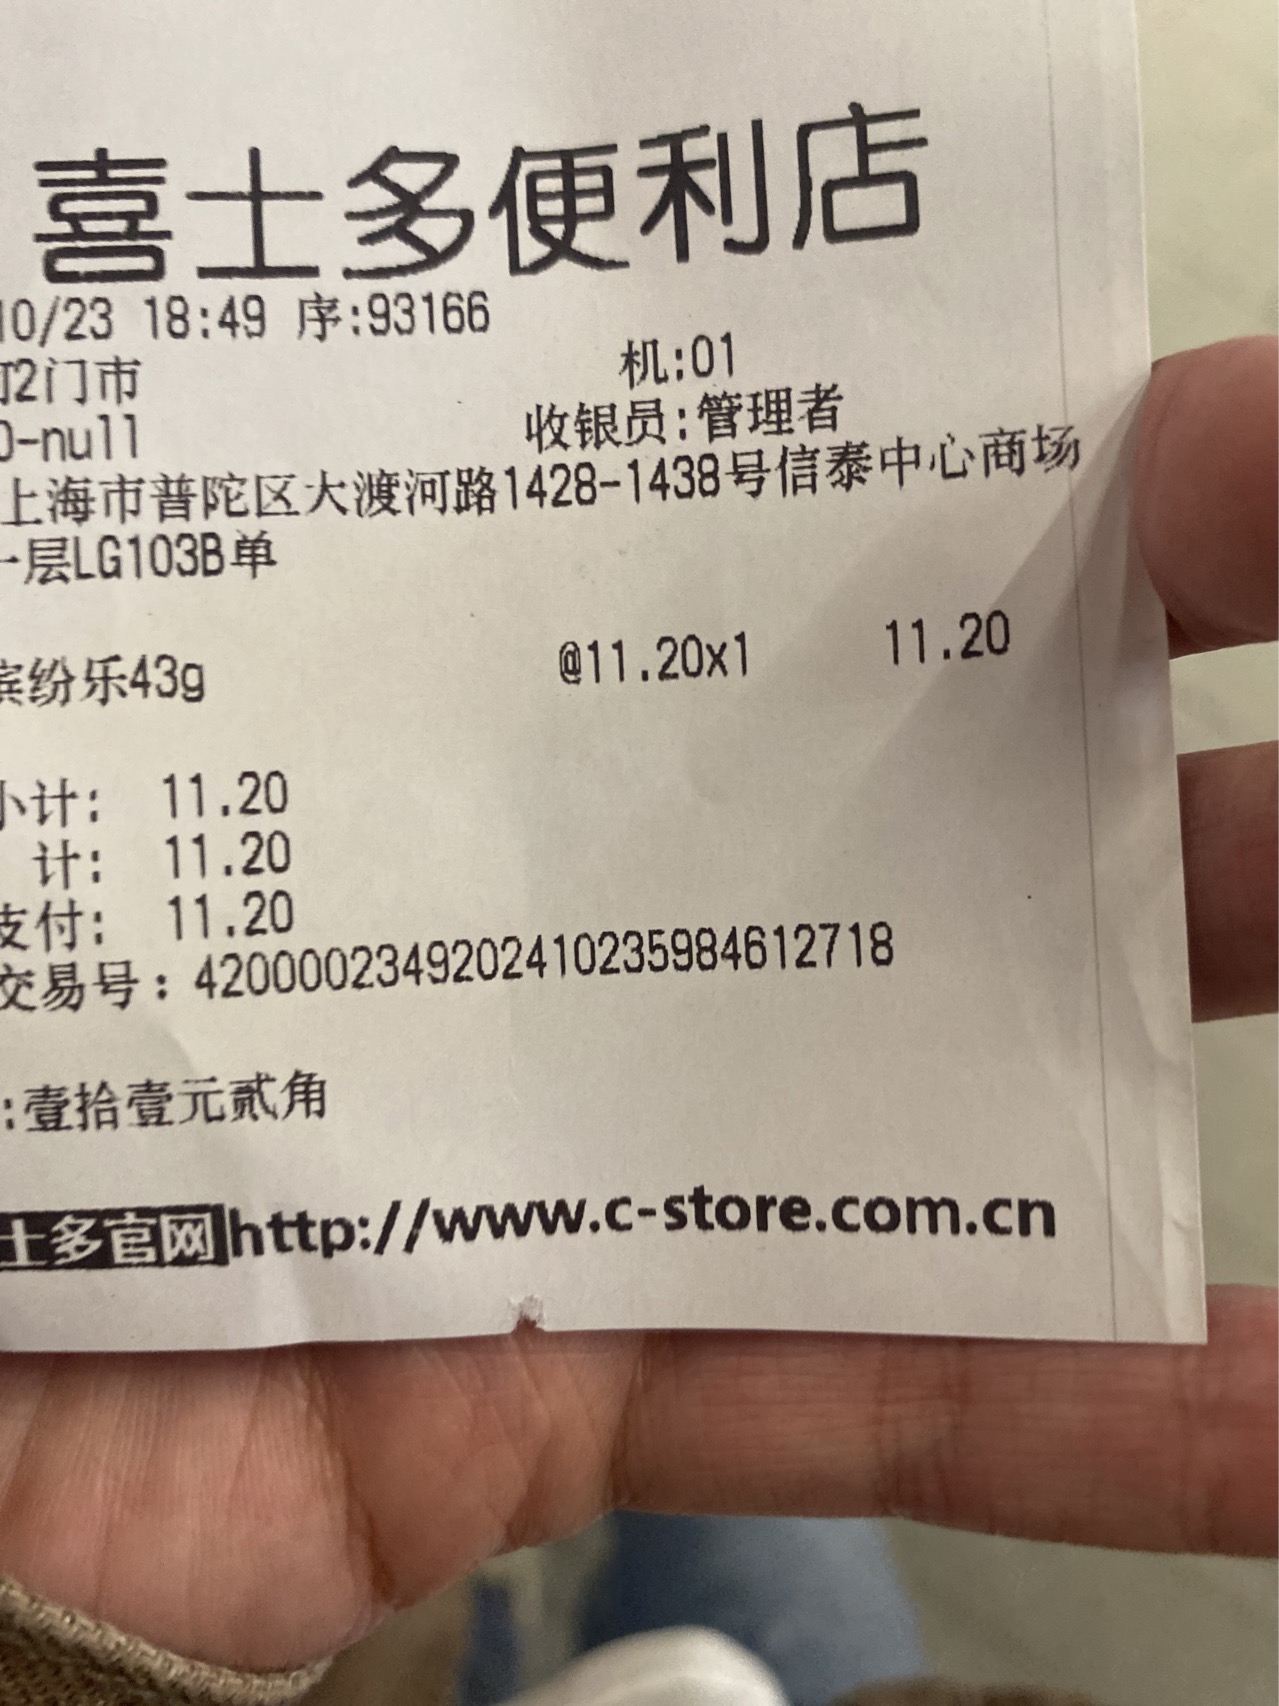 喜士多便利店
10/23 18:49 序:93166
2门市 机:01
0-null 收银员:管理者
上海市普陀区大渡河路1428-1438号信泰中心商场
一层LG103B单
缤纷乐43g @11.20x1 11.20
小计: 11.20
计: 11.20
支付: 11.20
交易号:4200002349202410235984612718
:壹拾壹元贰角
士多官网http://www.c-store.com.cn